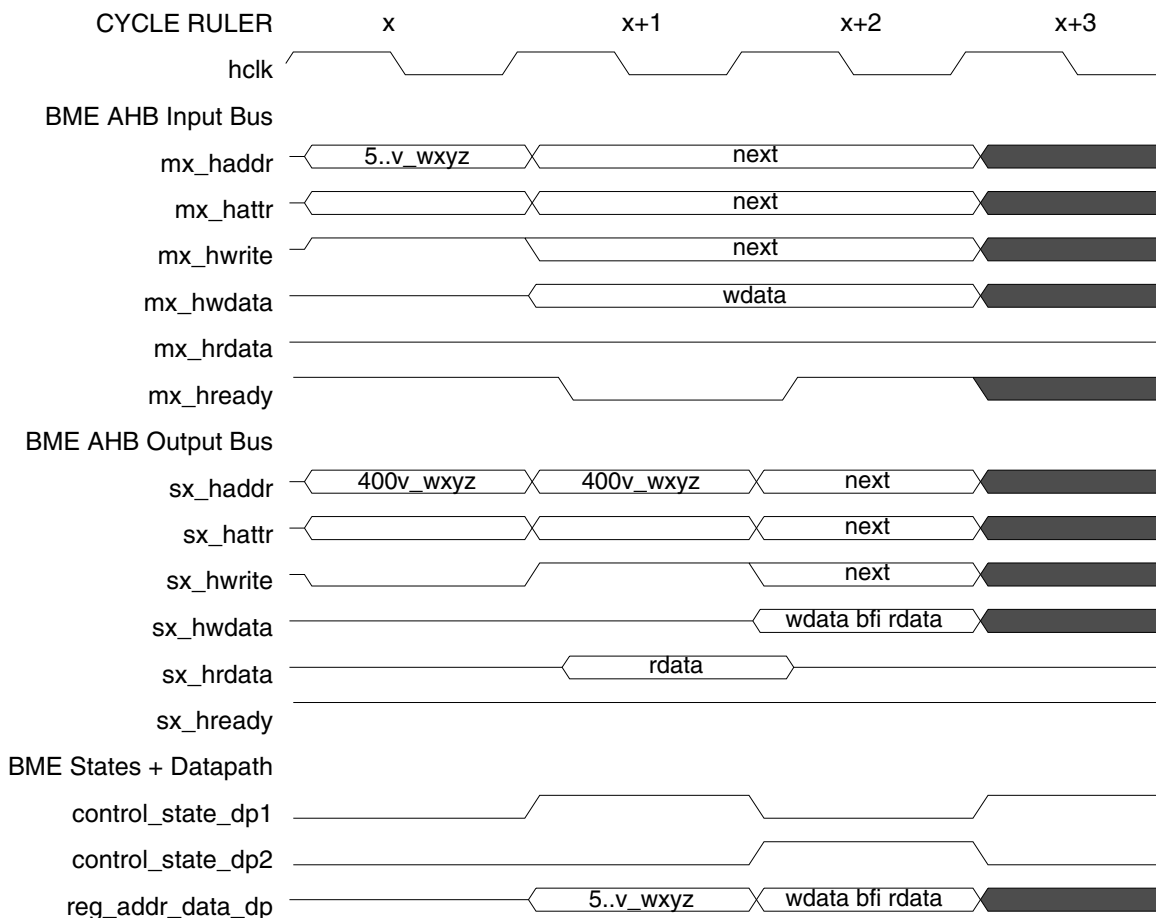 CYCLE RULER x x+1 x+2 x+3
hclk
BME AHB Input Bus
mx_haddr 5..v_wxyz next
mx_hattr next
mx_hwrite next
mx_hwdata wdata
mx_hrdata
mx_hready
BME AHB Output Bus
sx_haddr 400v_wxyz 400v_wxyz next
sx_hattr next
sx_hwrite next
sx_hwdata wdata bfi rdata
sx_hrdata rdata
sx_hready
BME States + Datapath
control_state_dp1
control_state_dp2
reg_addr_data_dp 5..v_wxyz wdata bfi rdata